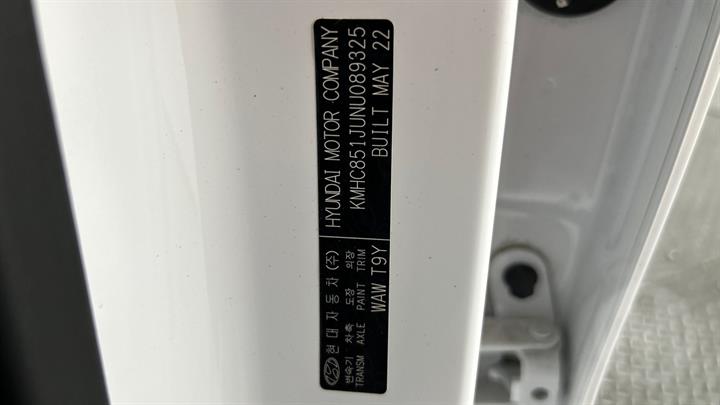 현대자동차(주) HYUNDAI MOTOR COMPANY
변속기 차축 도장 외장 KMHC851JUNU089325
TRANSM AXLE PAINT TRIM BUILT MAY 22
WAW T9Y